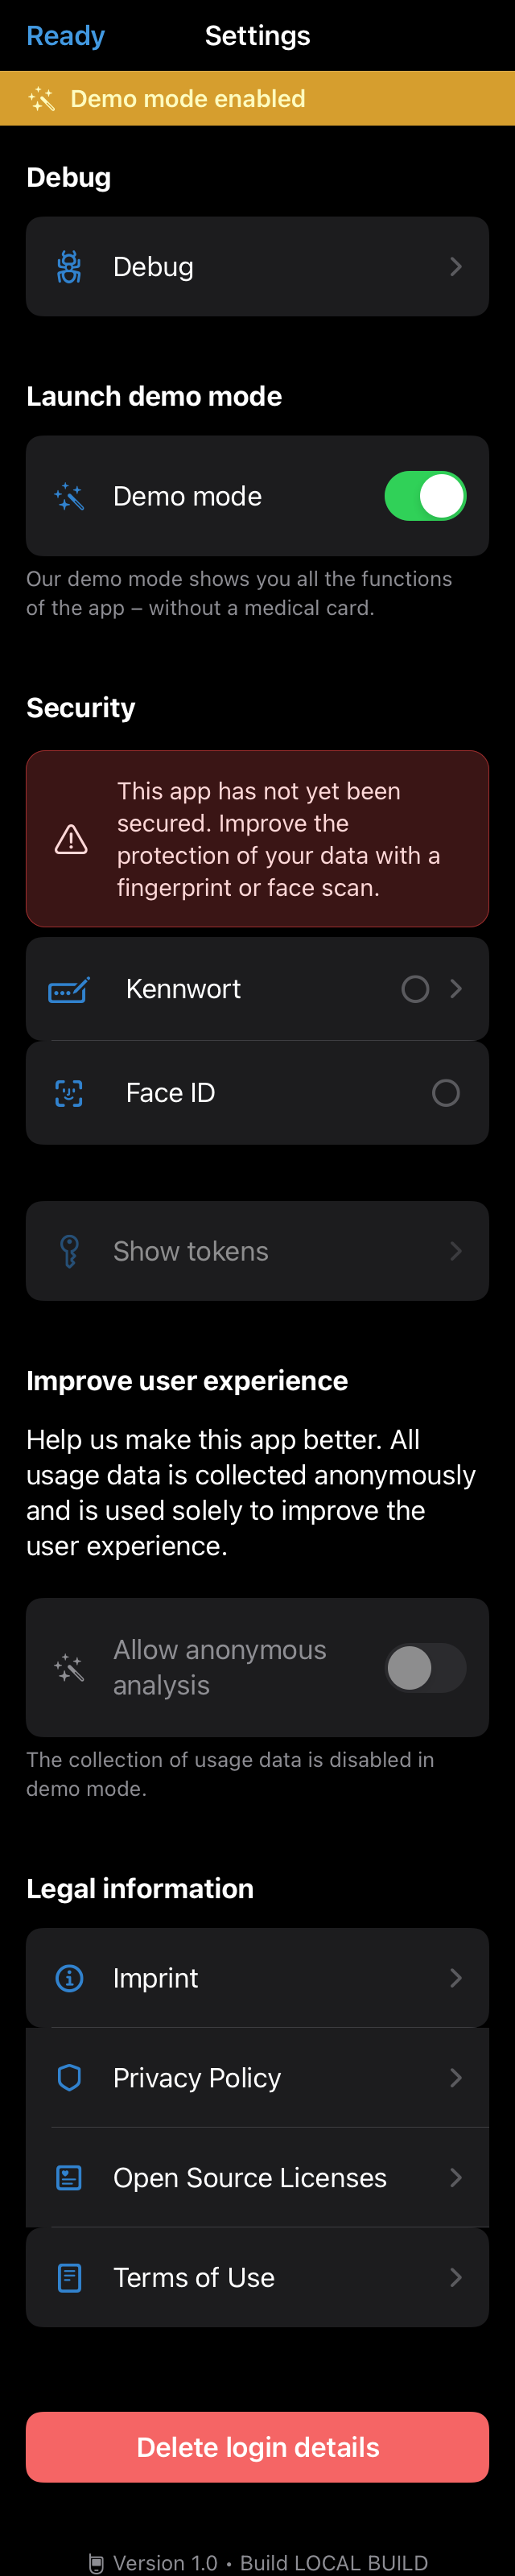 Ready
Settings
Demo mode enabled
Debug
Debug
Launch demo mode
Demo mode
Our demo mode shows you all the functions
of the app – without a medical card.
Security
This app has not yet been
secured. Improve the
protection of your data with a
fingerprint or face scan.
Kennwort
Face ID
Show tokens
Improve user experience
Help us make this app better. All
usage data is collected anonymously
and is used solely to improve the
user experience.
Allow anonymous
analysis
The collection of usage data is disabled in
demo mode.
Legal information
Imprint
Privacy Policy
Open Source Licenses
Terms of Use
Delete login details
Version 1.0 • Build LOCAL BUILD